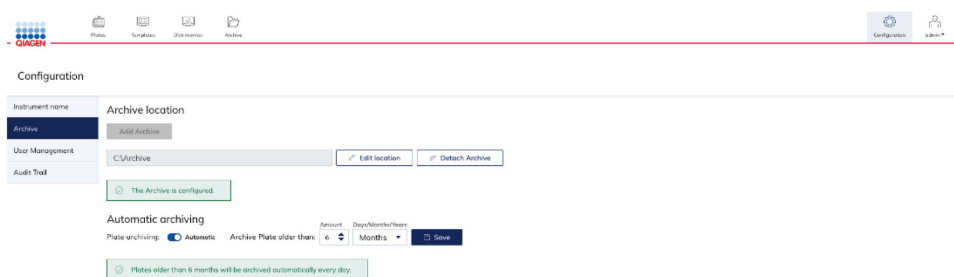 Plates Templates Disk monitor Archive Configuration admin
QIAGEN
Configuration
Instrument name
Archive
User Management
Audit Trail
Archive location
Add Archive
C:\Archive Edit location Detach Archive
The Archive is configured.
Automatic archiving
Amount Days/Months/Years
Plate archiving: Automatic Archive Plate older than: 6 Months Save
Plates older than 6 months will be archived automatically every day.